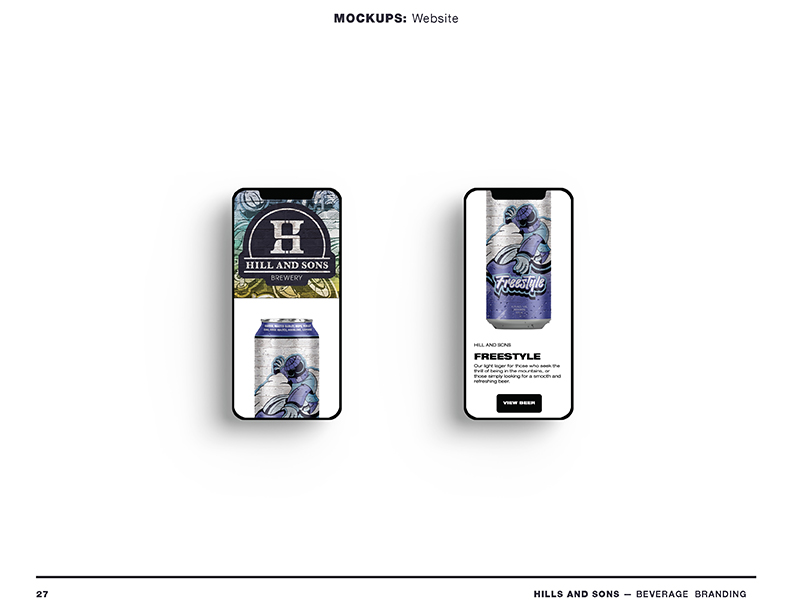 MOCKUPS: Website
H
HILL AND SONS
BREWERY
Freestyle
HILL AND SONS
FREESTYLE
Our light lager for those who seek the
thrill of being in the mountains, or
those simply looking for a smooth and
refreshing beer.
VIEW BEER
27
HILLS AND SONS — BEVERAGE BRANDING